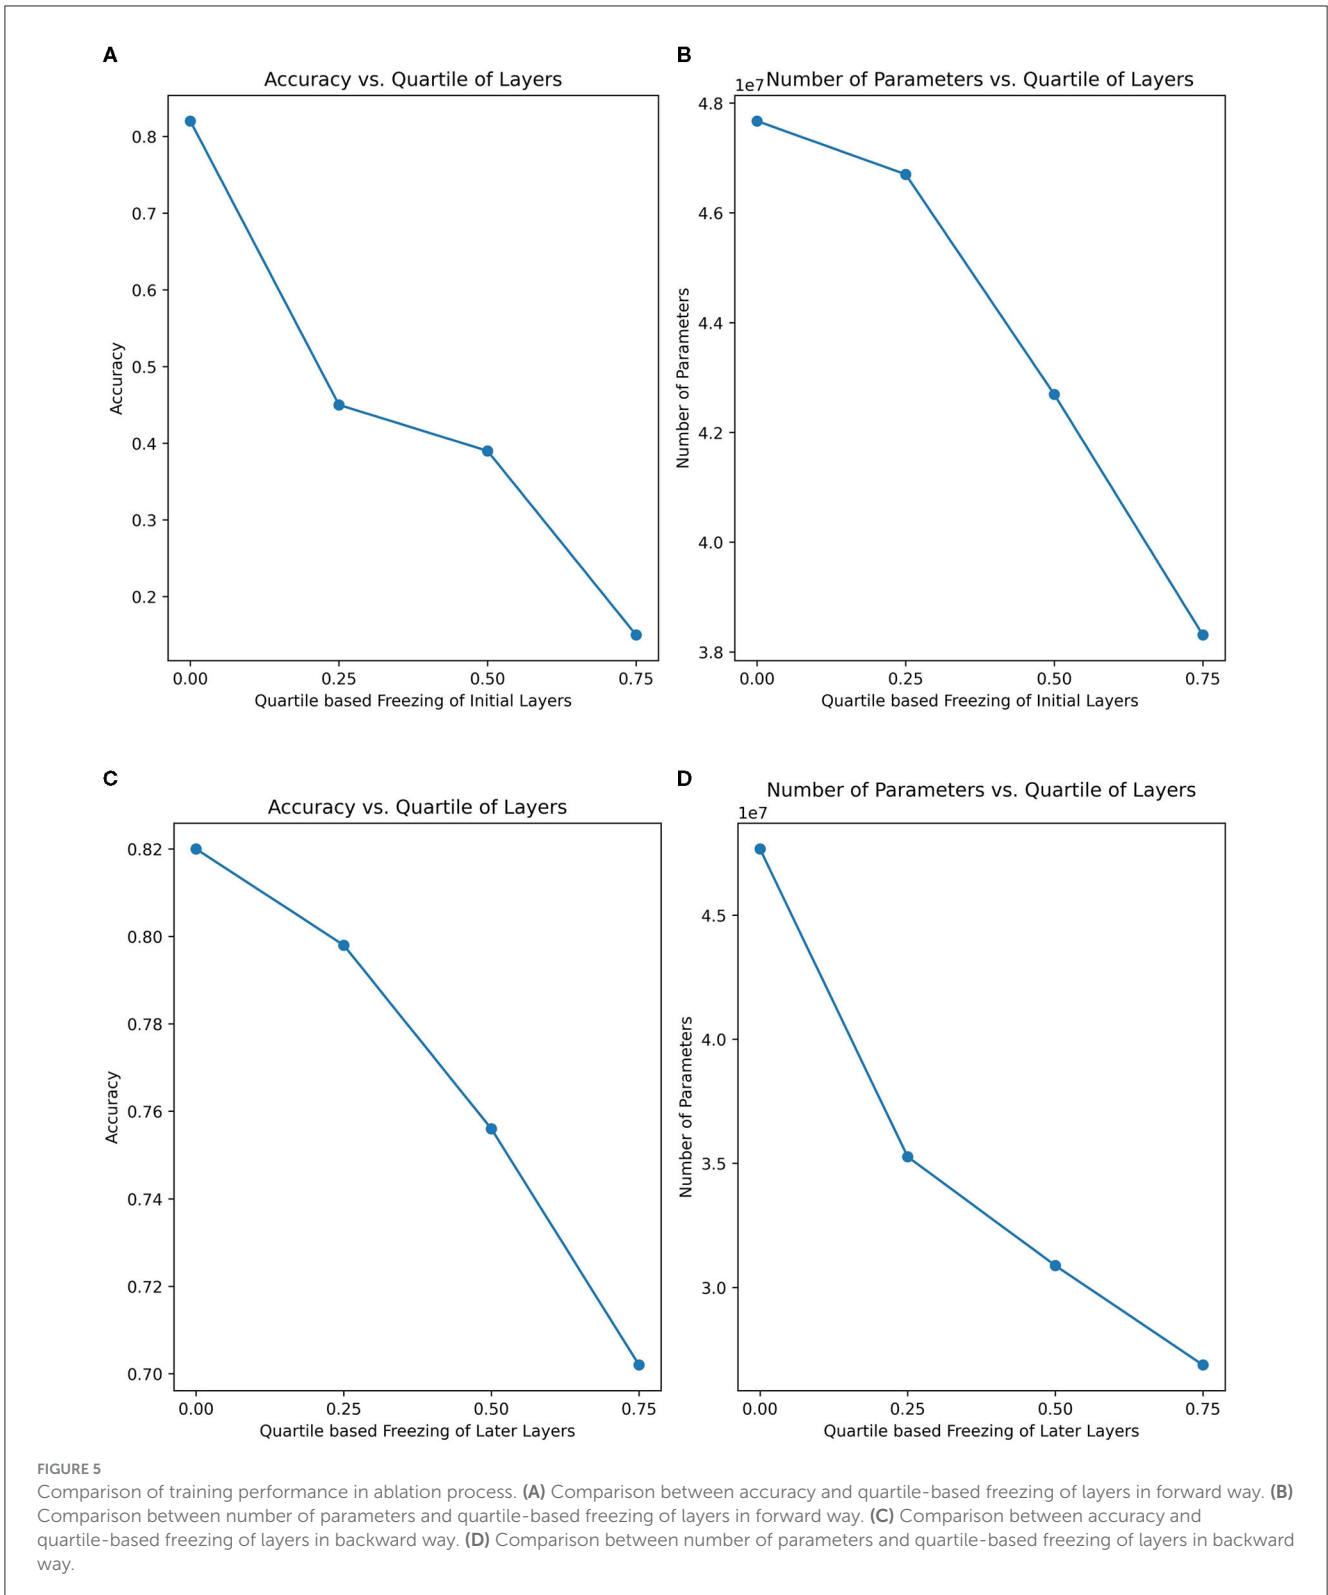 A
Accuracy vs. Quartile of Layers
0.8
0.7
0.6
0.5
0.4
0.3
0.2
Accuracy
0.00 0.25 0.50 0.75
Quartile based Freezing of Initial Layers
B
1e7 Number of Parameters vs. Quartile of Layers
4.8
4.6
4.4
4.2
4.0
3.8
Number of Parameters
0.00 0.25 0.50 0.75
Quartile based Freezing of Initial Layers
C
Accuracy vs. Quartile of Layers
0.82
0.80
0.78
0.76
0.74
0.72
0.70
Accuracy
0.00 0.25 0.50 0.75
Quartile based Freezing of Later Layers
D
Number of Parameters vs. Quartile of Layers
1e7
4.5
4.0
3.5
3.0
Number of Parameters
0.00 0.25 0.50 0.75
Quartile based Freezing of Later Layers
FIGURE 5
Comparison of training performance in ablation process. (A) Comparison between accuracy and quartile-based freezing of layers in forward way. (B)
Comparison between number of parameters and quartile-based freezing of layers in forward way. (C) Comparison between accuracy and
quartile-based freezing of layers in backward way. (D) Comparison between number of parameters and quartile-based freezing of layers in backward
way.